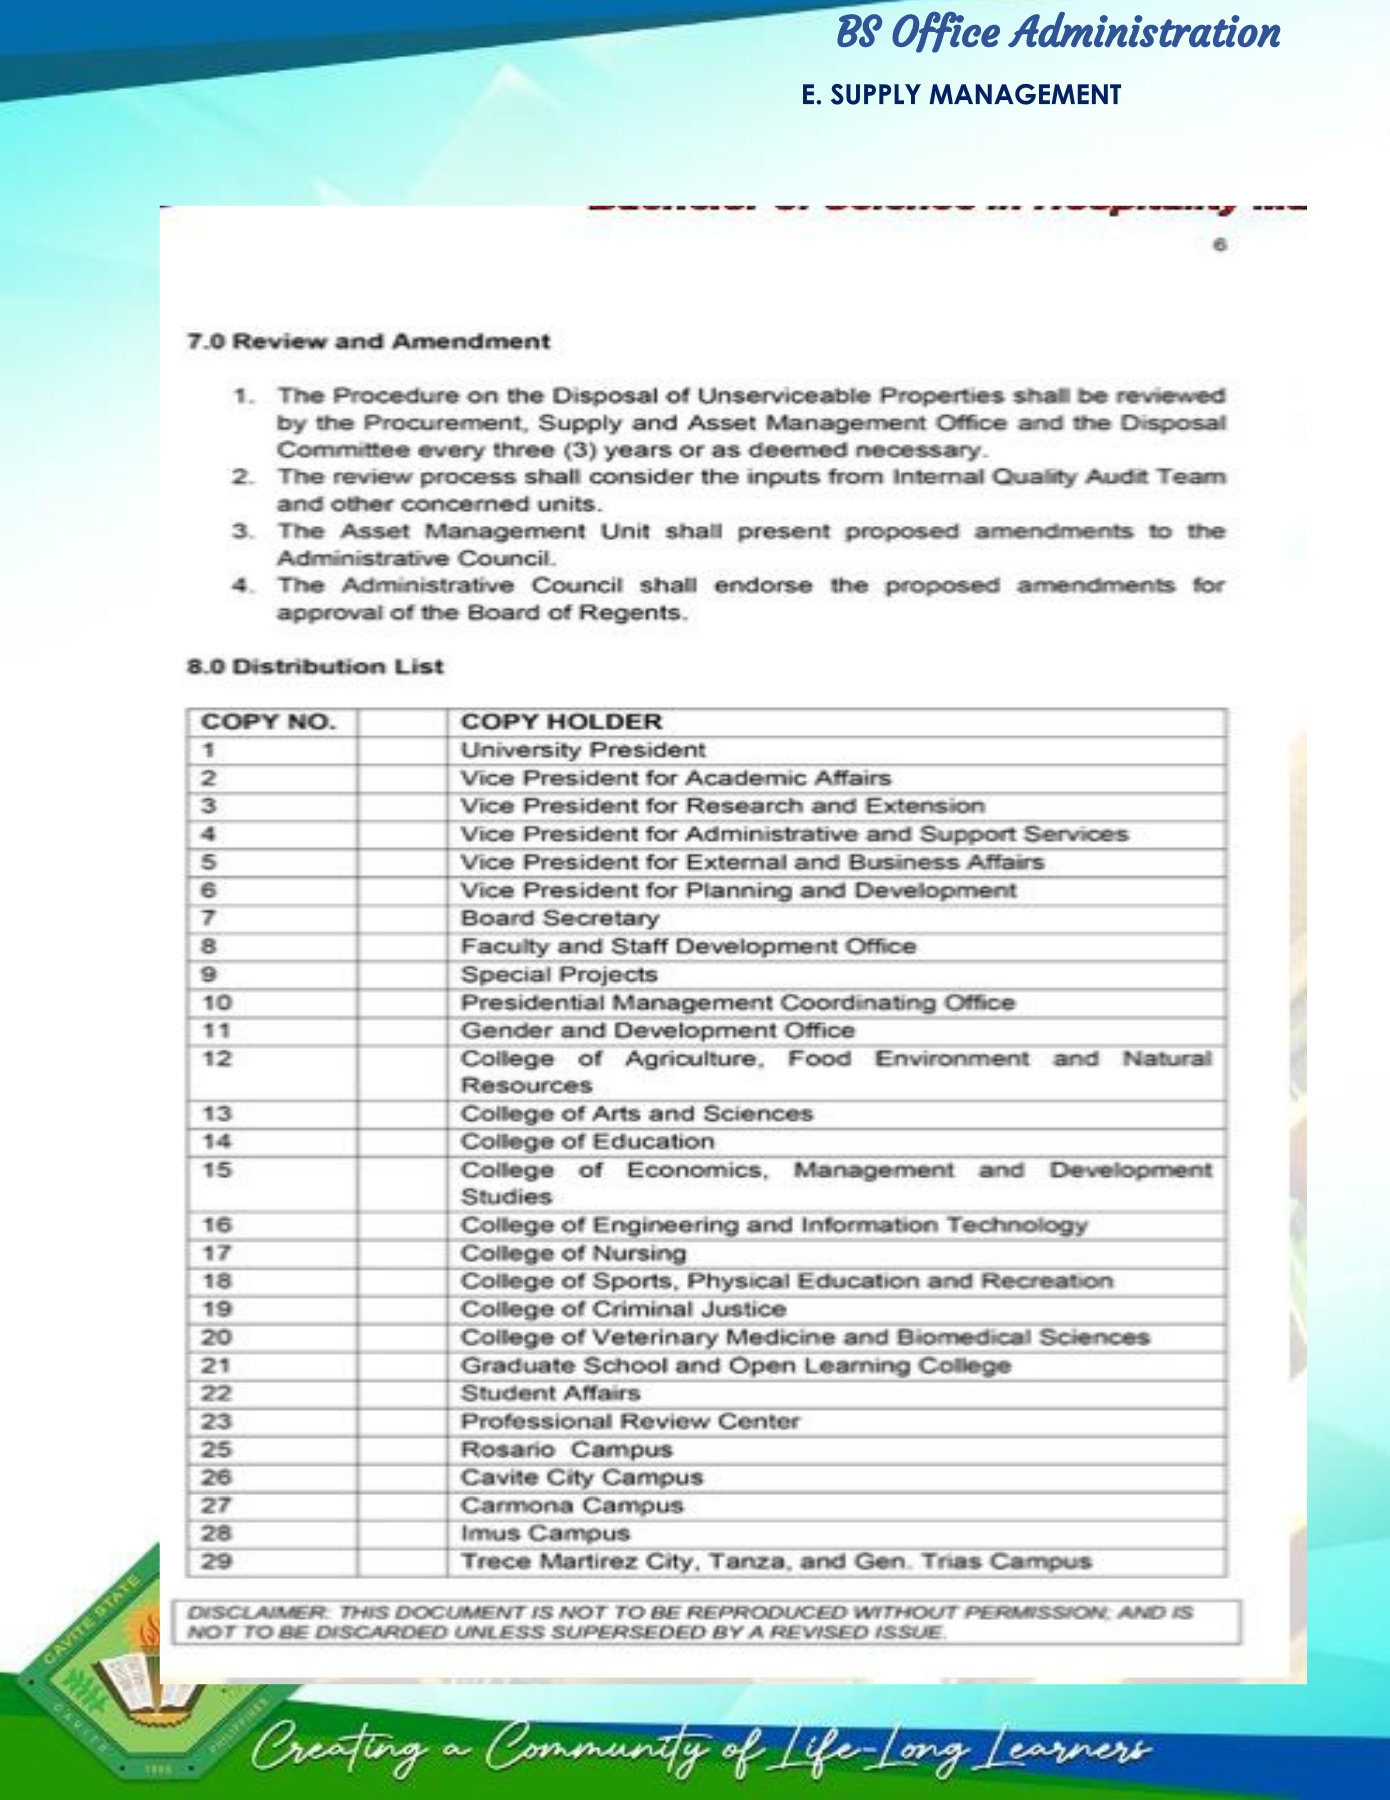 BS Office Administration
E. SUPPLY MANAGEMENT
6
7.0 Review and Amendment
1. The Procedure on the Disposal of Unserviceable Properties shall be reviewed
by the Procurement, Supply and Asset Management Office and the Disposal
Committee every three (3) years or as deemed necessary.
2. The review process shall consider the inputs from Internal Quality Audit Team
and other concerned units.
3. The Asset Management Unit shall present proposed amendments to the
Administrative Council.
4. The Administrative Council shall endorse the proposed amendments for
approval of the Board of Regents.
8.0 Distribution List
COPY NO. COPY HOLDER
1 University President
2 Vice President for Academic Affairs
3 Vice President for Research and Extension
4 Vice President for Administrative and Support Services
5 Vice President for External and Business Affairs
6 Vice President for Planning and Development
7 Board Secretary
8 Faculty and Staff Development Office
9 Special Projects
10 Presidential Management Coordinating Office
11 Gender and Development Office
12 College of Agriculture, Food Environment and Natural
Resources
13 College of Arts and Sciences
14 College of Education
15 College of Economics, Management and Development
Studies
16 College of Engineering and Information Technology
17 College of Nursing
18 College of Sports, Physical Education and Recreation
19 College of Criminal Justice
20 College of Veterinary Medicine and Biomedical Sciences
21 Graduate School and Open Learning College
22 Student Affairs
23 Professional Review Center
25 Rosario Campus
26 Cavite City Campus
27 Carmona Campus
28 Imus Campus
29 Trece Martirez City, Tanza, and Gen. Trias Campus
DISCLAIMER: THIS DOCUMENT IS NOT TO BE REPRODUCED WITHOUT PERMISSION; AND IS
NOT TO BE DISCARDED UNLESS SUPERSEDED BY A REVISED ISSUE.
CAVITE STATE
CAVITE
1906
PHILIPPINES
Creating a Community of Life-Long Learners